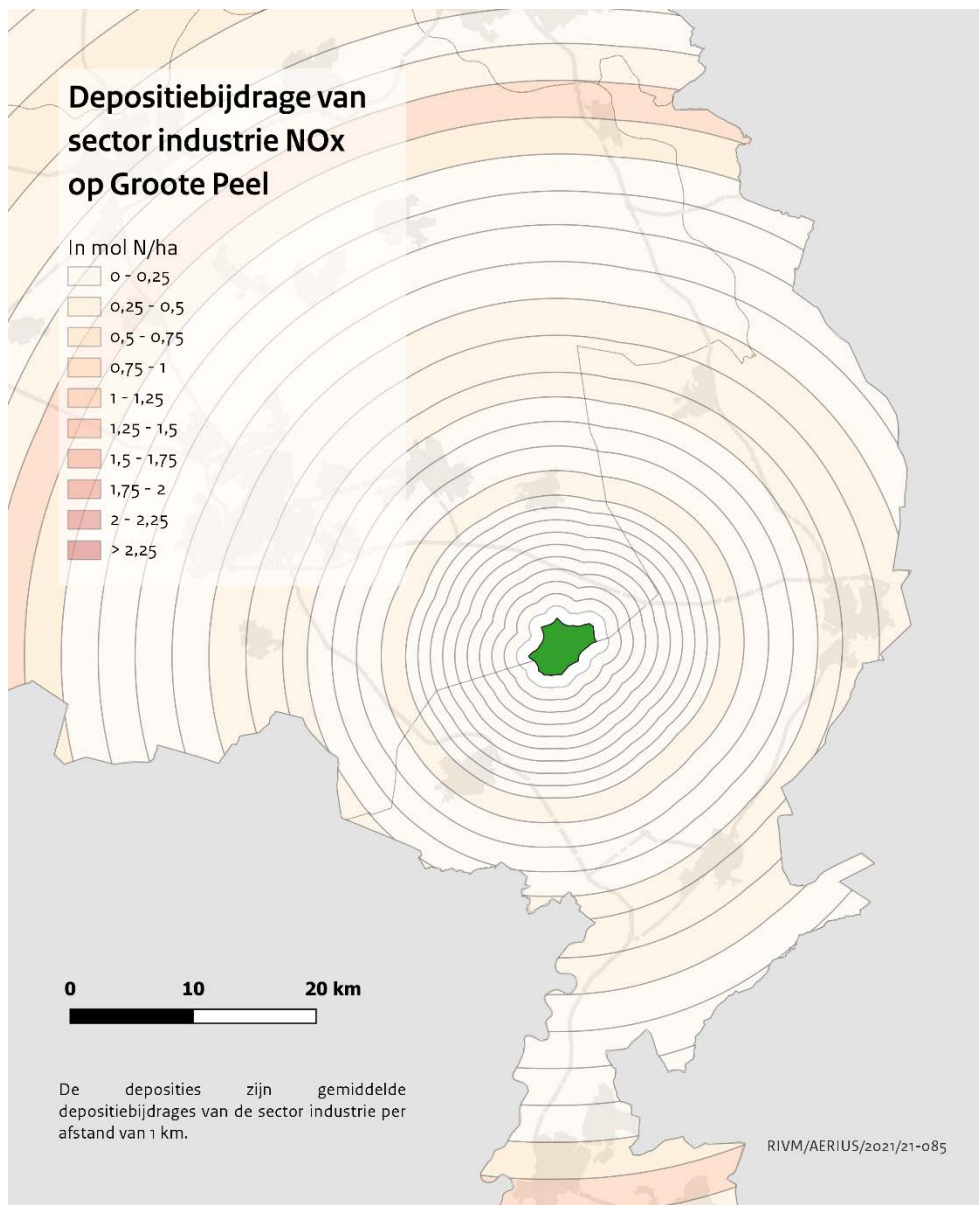 Depositiebijdrage van
sector industrie NOx
op Groote Peel
In mol N/ha
0 - 0,25
0,25 - 0,5
0,5 - 0,75
0,75 - 1
1 - 1,25
1,25 - 1,5
1,5 - 1,75
1,75 - 2
2 - 2,25
> 2,25
0 10 20 km
De deposities zijn gemiddelde
depositiebijdrages van de sector industrie per
afstand van 1 km.
RIVM/AERIUS/2021/21-085